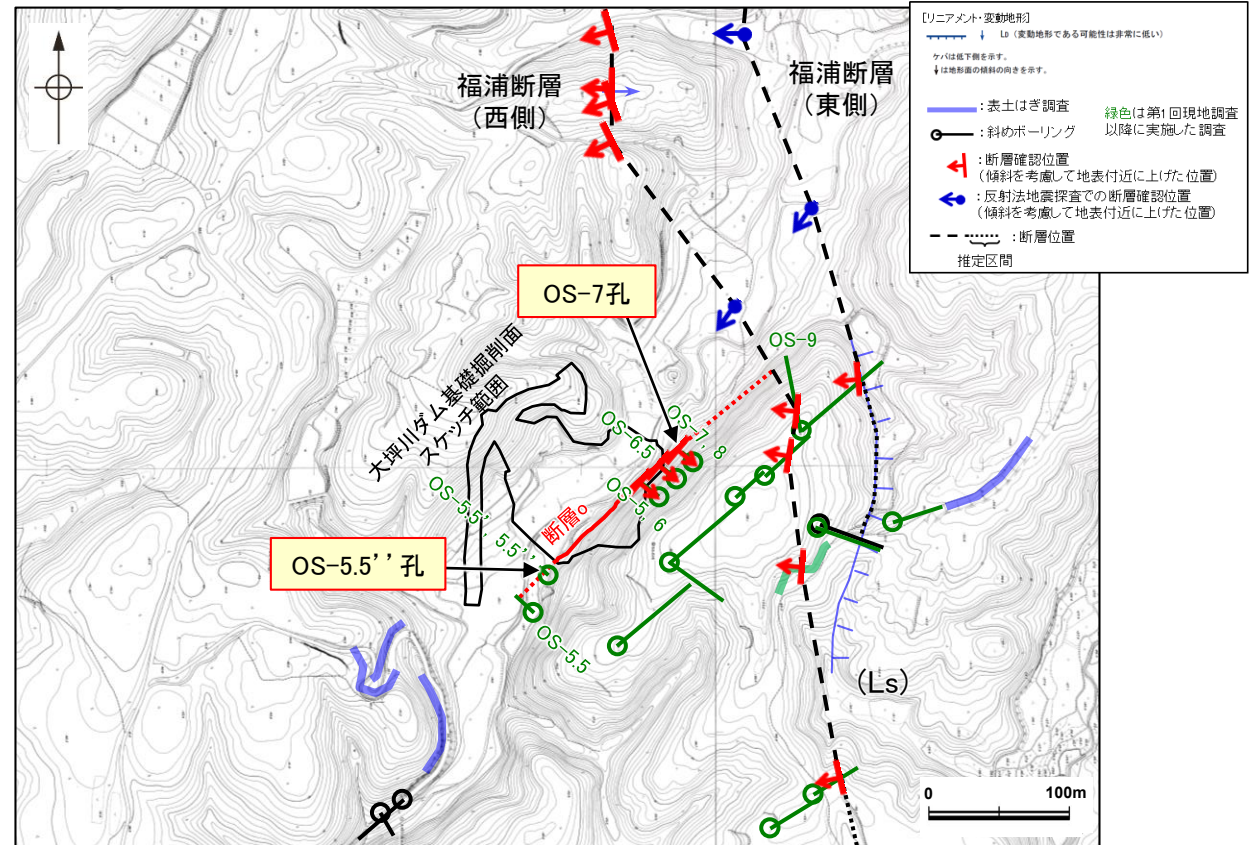 [リニアメント・変動地形]
LD (変動地形である可能性は非常に低い)
ケバは低下側を示す。
↓は地形面の傾斜の向きを示す。
:表土はぎ調査
緑色は第1回現地調査
以降に実施した調査
:斜めボーリング
:断層確認位置
(傾斜を考慮して地表付近に上げた位置)
:反射法地震探査での断層確認位置
(傾斜を考慮して地表付近に上げた位置)
:断層位置
推定区間
福浦断層
(西側)
福浦断層
(東側)
OS-7孔
OS-9
大坪川ダム基礎掘削面
スケッチ範囲
OS-6.5
OS-7, 8
OS-5, 6
OS-5.5', 5.5''
断層o
OS-5.5''孔
OS-5.5
(Ls)
0 100m